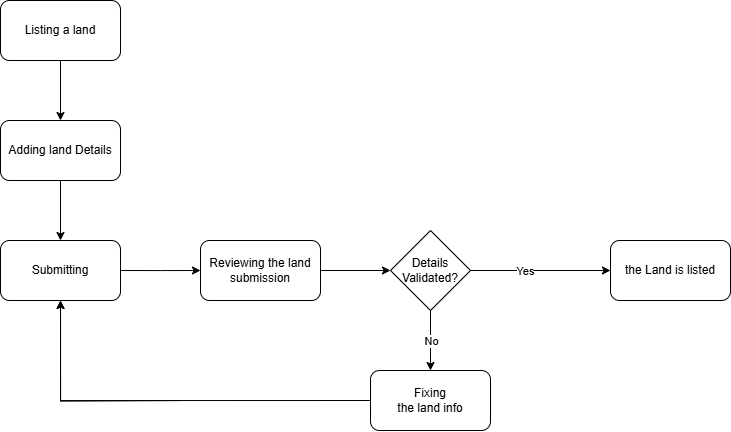 Listing a land
Adding land Details
Submitting
Reviewing the land
submission
Details
Validated?
Yes
the Land is listed
No
Fixing
the land info